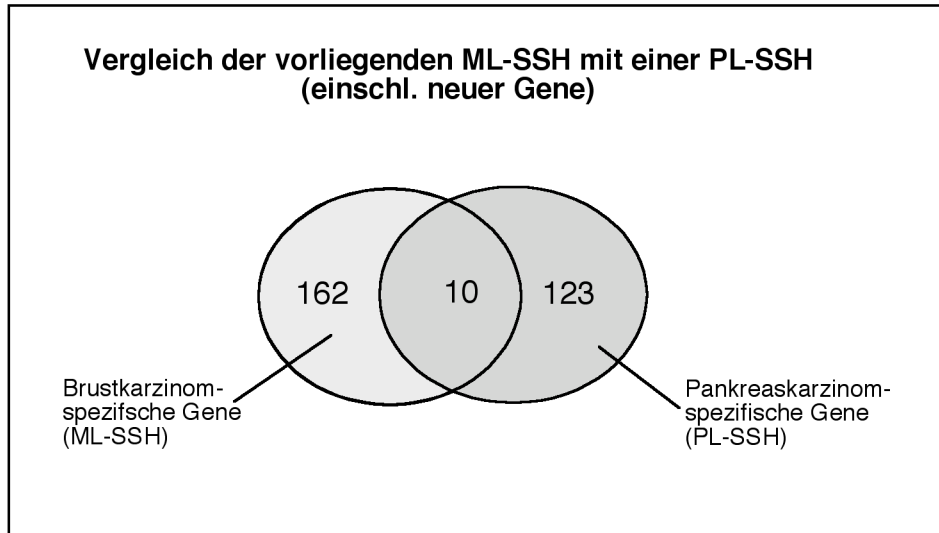 Vergleich der vorliegenden ML-SSH mit einer PL-SSH
(einschl. neuer Gene)
162
10
123
Brustkarzinom-
spezifsche Gene
(ML-SSH)
Pankreaskarzinom-
spezifische Gene
(PL-SSH)